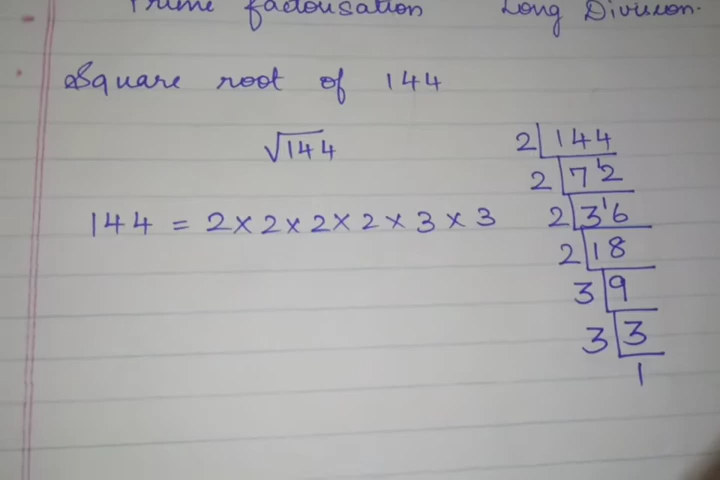 Prime factorisation Long Division.
Square root of 144
√144
144 = 2 × 2 × 2 × 2 × 3 × 3
2 | 144
2 | 72
2 | 36
2 | 18
3 | 9
3 | 3
1